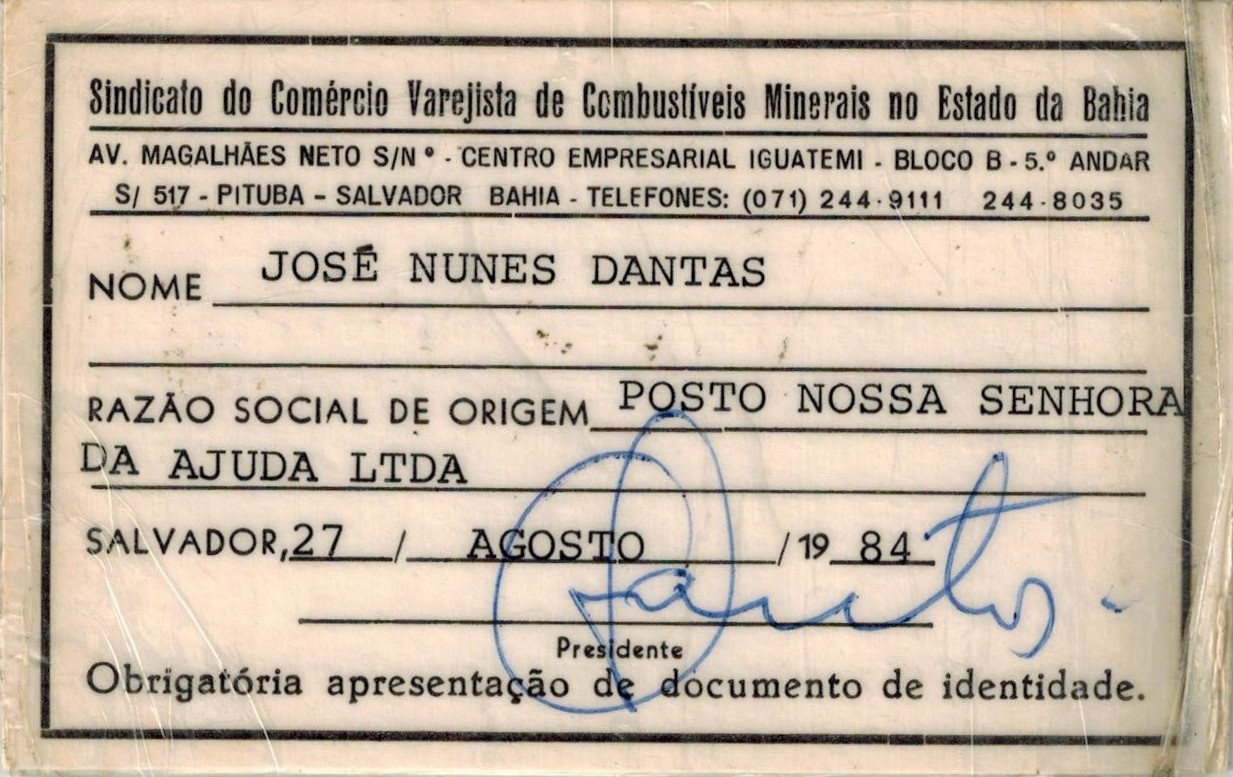 Sindicato do Comércio Varejista de Combustíveis Minerais no Estado da Bahia
AV. MAGALHÃES NETO S/Nº - CENTRO EMPRESARIAL IGUATEMI - BLOCO B - 5.º ANDAR
S/ 517 - PITUBA - SALVADOR BAHIA - TELEFONES: (071) 244-9111 244-8035
NOME JOSÉ NUNES DANTAS
RAZÃO SOCIAL DE ORIGEM POSTO NOSSA SENHORA
DA AJUDA LTDA
SALVADOR, 27 / AGOSTO / 19 84
Presidente
Obrigatória apresentação de documento de identidade.